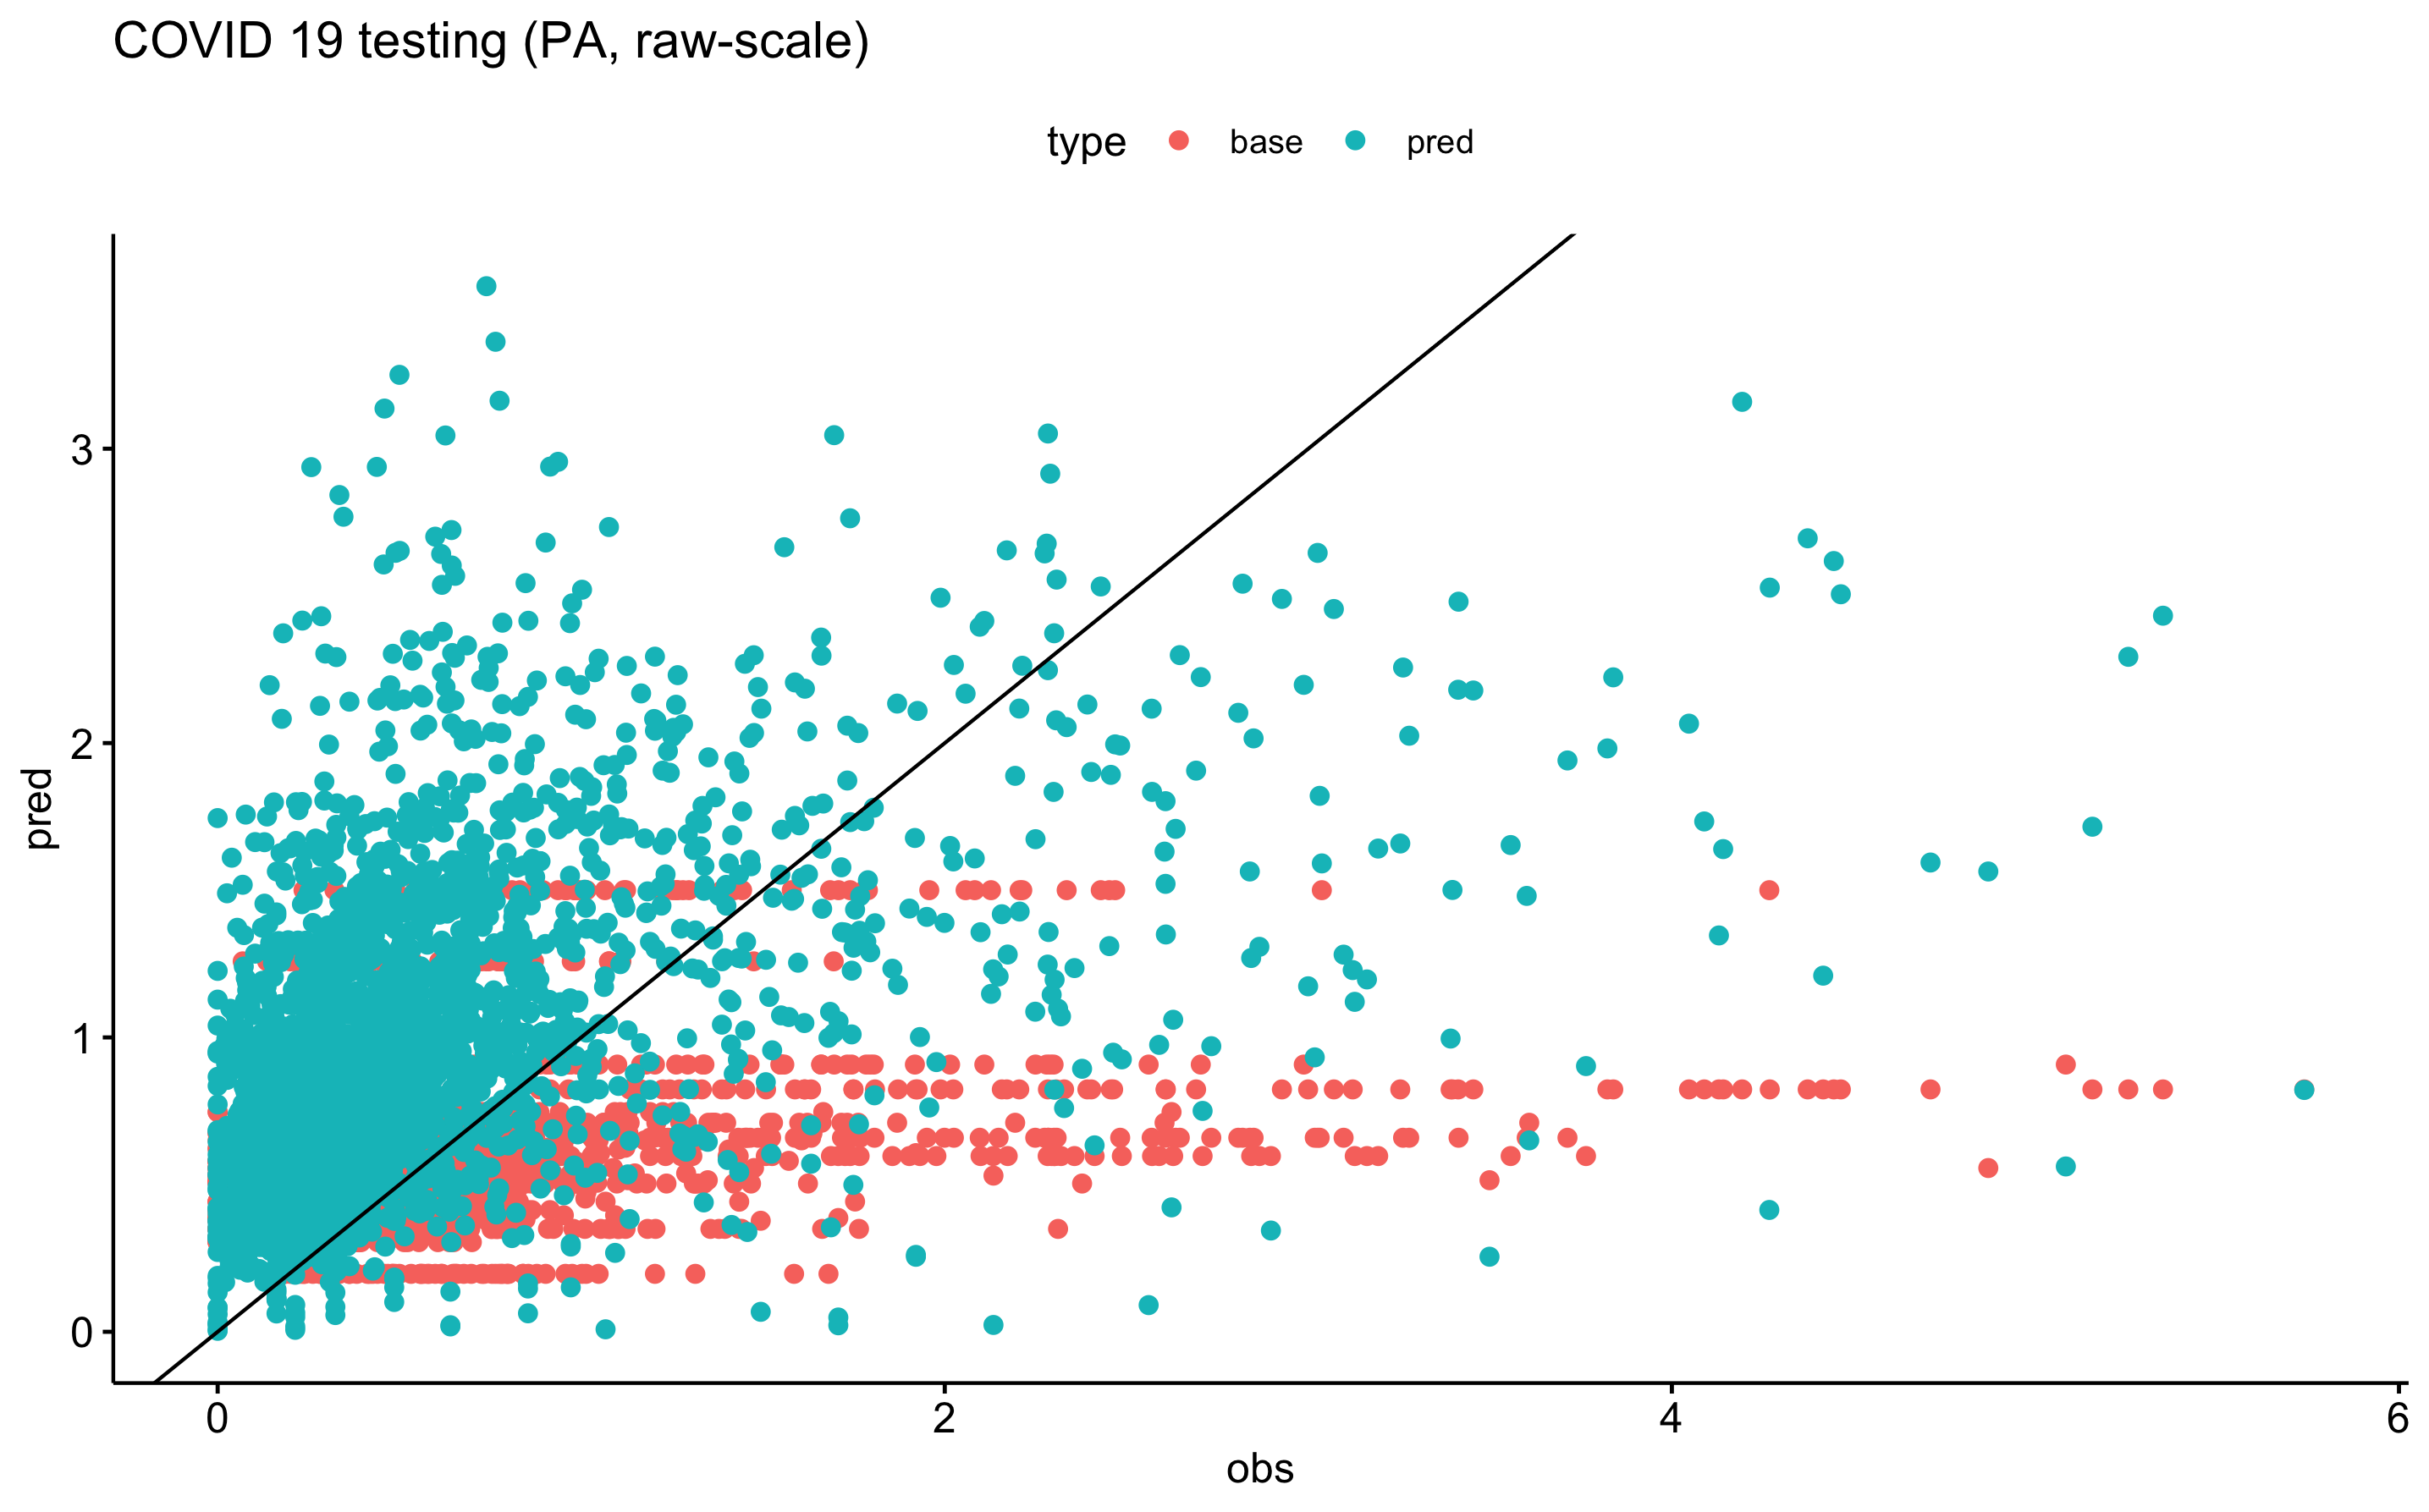 COVID 19 testing (PA, raw-scale)
type base pred
pred
3
2
1
0
0 2 4 6
obs